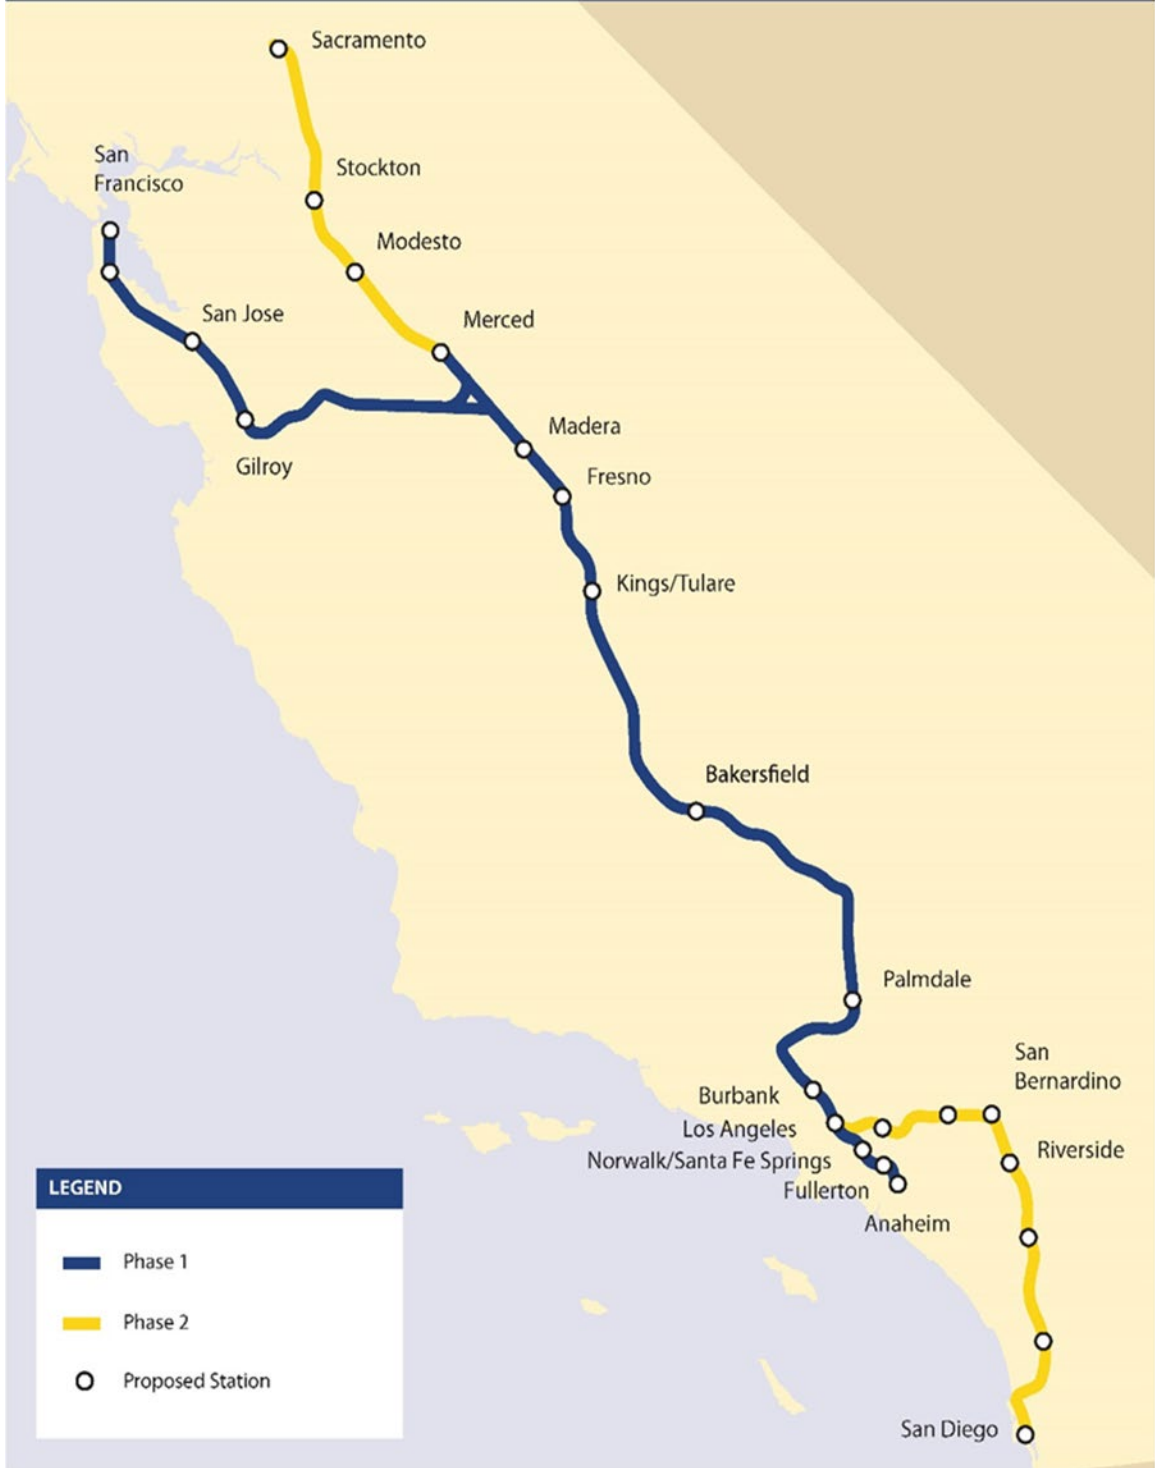 Sacramento
San
Francisco
Stockton
Modesto
San Jose
Merced
Madera
Gilroy
Fresno
Kings/Tulare
Bakersfield
Palmdale
San
Bernardino
Burbank
Los Angeles
Riverside
Norwalk/Santa Fe Springs
Fullerton
Anaheim
LEGEND
Phase 1
Phase 2
Proposed Station
San Diego